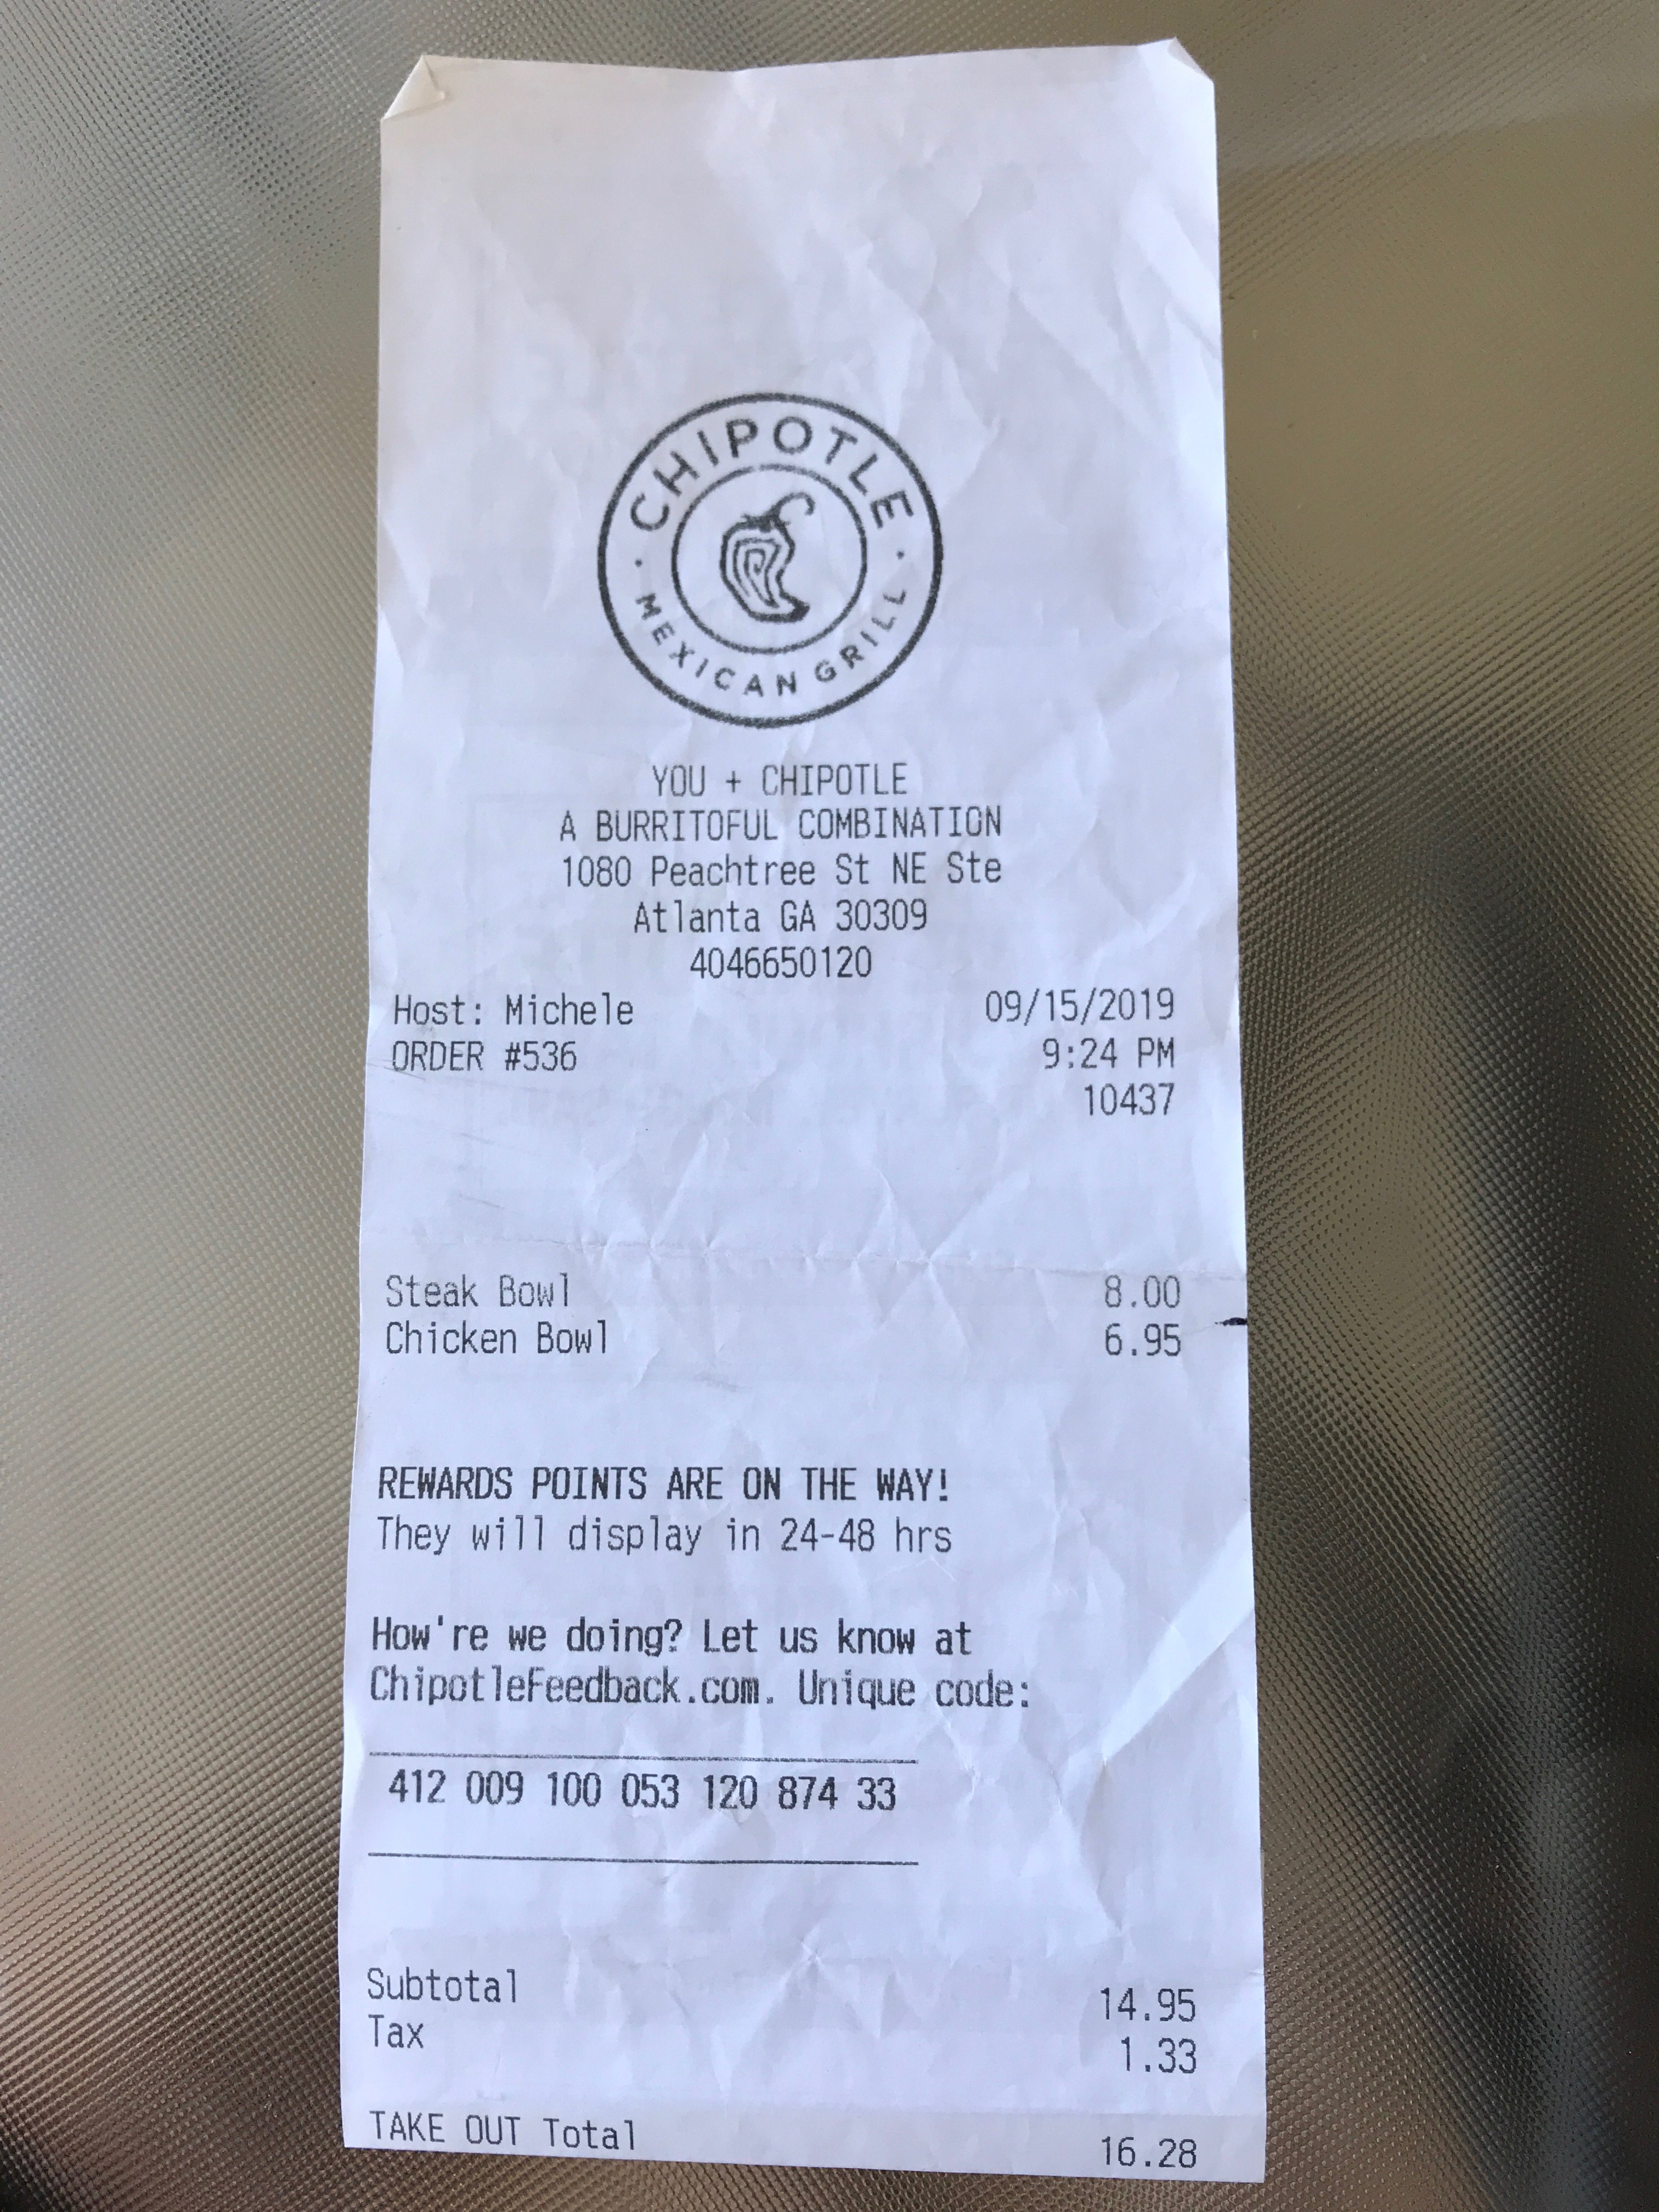 CHIPOTLE
MEXICAN GRILL
YOU + CHIPOTLE
A BURRITOFUL COMBINATION
1080 Peachtree St NE Ste
Atlanta GA 30309
4046650120
Host: Michele 09/15/2019
ORDER #536 9:24 PM
10437
Steak Bowl 8.00
Chicken Bowl 6.95
REWARDS POINTS ARE ON THE WAY!
They will display in 24-48 hrs
How're we doing? Let us know at
ChipotleFeedback.com. Unique code:
412 009 100 053 120 874 33
Subtotal 14.95
Tax 1.33
TAKE OUT Total 16.28